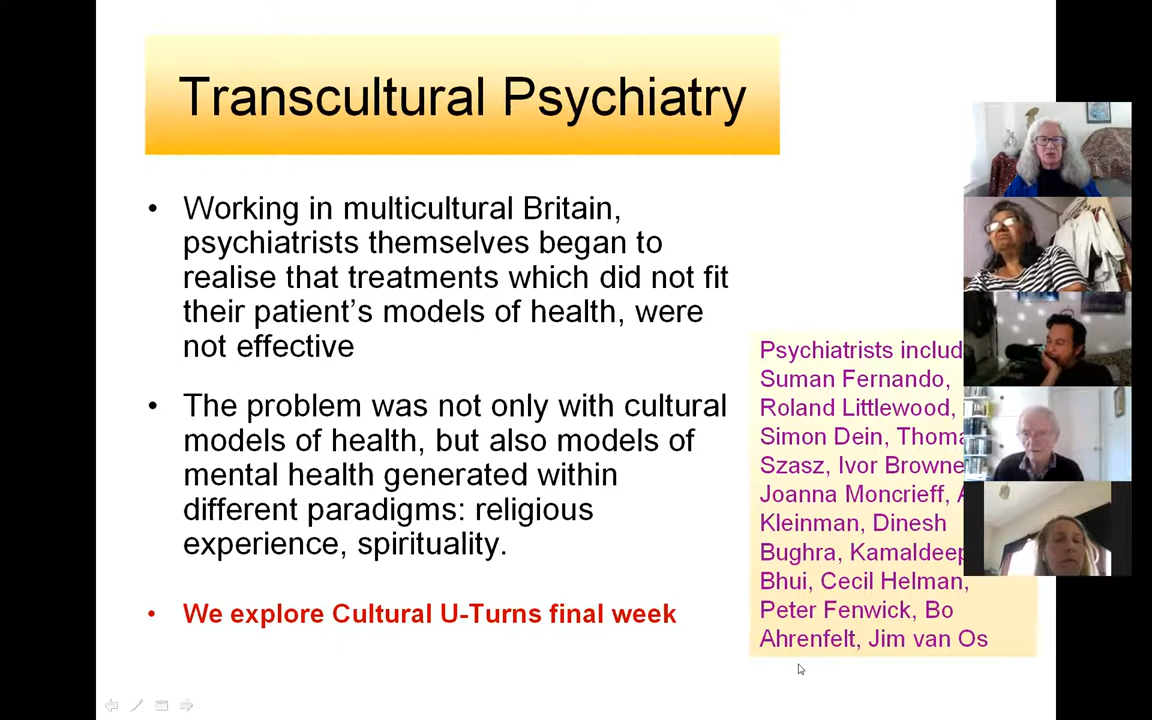 Transcultural Psychiatry
• Working in multicultural Britain,
psychiatrists themselves began to
realise that treatments which did not fit
their patient's models of health, were
not effective
• The problem was not only with cultural
models of health, but also models of
mental health generated within
different paradigms: religious
experience, spirituality.
• We explore Cultural U-Turns final week
Psychiatrists
Suman Fernando,
Roland Littlewood,
Simon Dein,
Szasz, Ivor Browne
Joanna Moncrieff,
Kleinman, Dinesh
Bughra,
Bhui, Cecil Helman,
Peter Fenwick, Bo
Ahrenfelt, Jim van Os